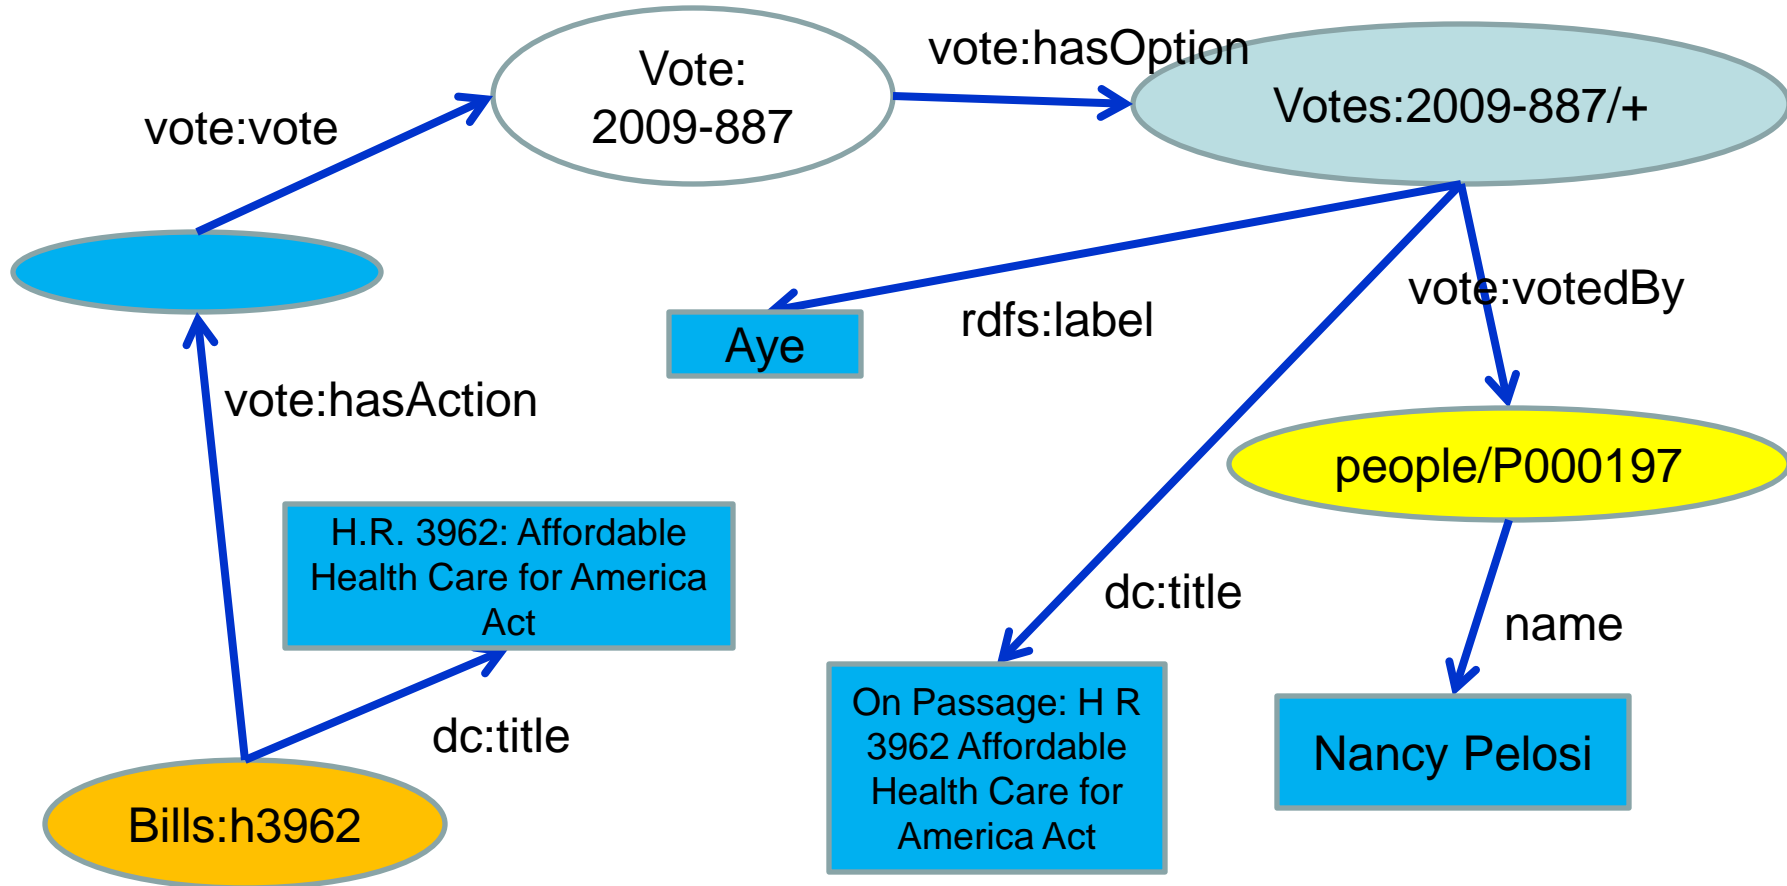 Vote:
2009-887
vote:hasOption
Votes:2009-887/+
vote:vote
Aye
rdfs:label
vote:votedBy
vote:hasAction
people/P000197
H.R. 3962: Affordable
Health Care for America
Act
dc:title
name
dc:title
On Passage: H R
3962 Affordable
Health Care for
America Act
Nancy Pelosi
Bills:h3962